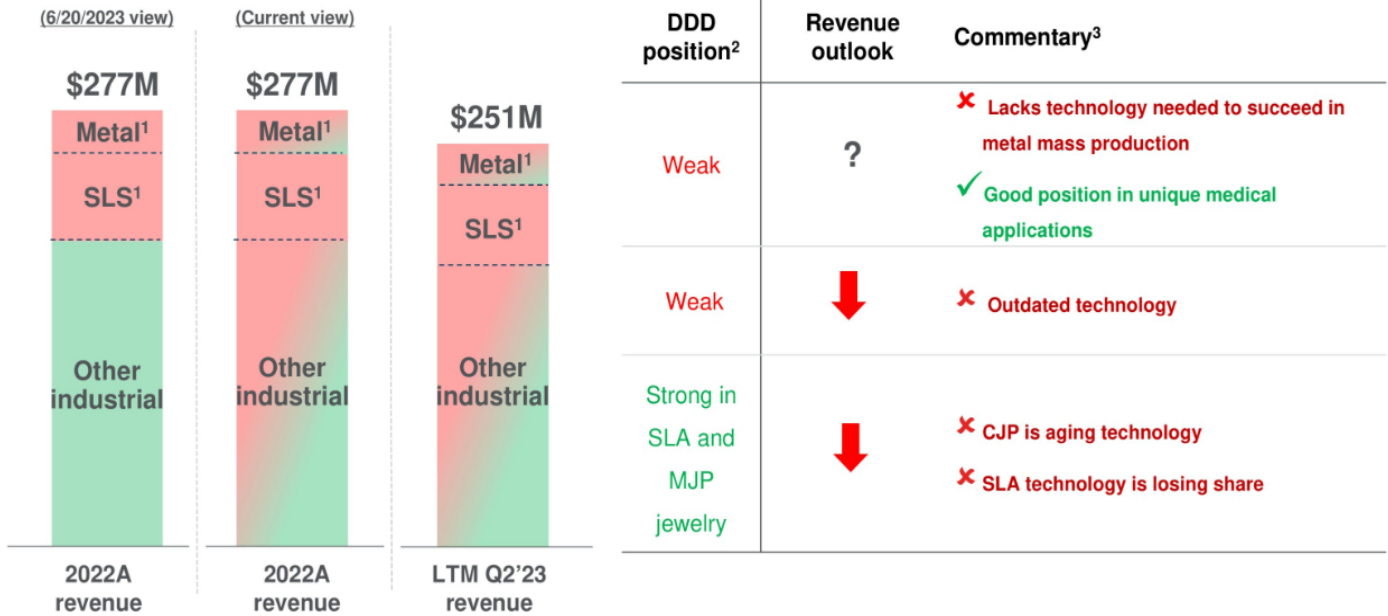 (6/20/2023 view)
$277M
Metal¹
SLS¹
Other
industrial
2022A
revenue
(Current view)
$277M
Metal¹
SLS¹
Other
industrial
2022A
revenue
$251M
Metal¹
SLS¹
Other
industrial
LTM Q2’23
revenue
DDD
position²
Revenue
outlook
Commentary³
Weak
?
✘ Lacks technology needed to succeed in
metal mass production
✓ Good position in unique medical
applications
Weak
✘ Outdated technology
Strong in
SLA and
MJP
jewelry
✘ CJP is aging technology
✘ SLA technology is losing share